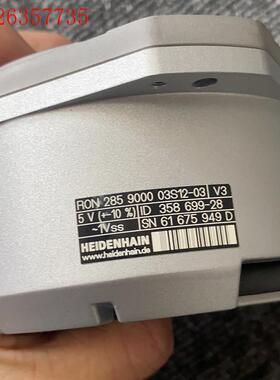 26357735
RON 285 9000 03S12-03 V3
5 V (+-10 %) ID 358 699-28
~1Vss SN 61 675 949 D
HEIDENHAIN
www.heidenhain.de